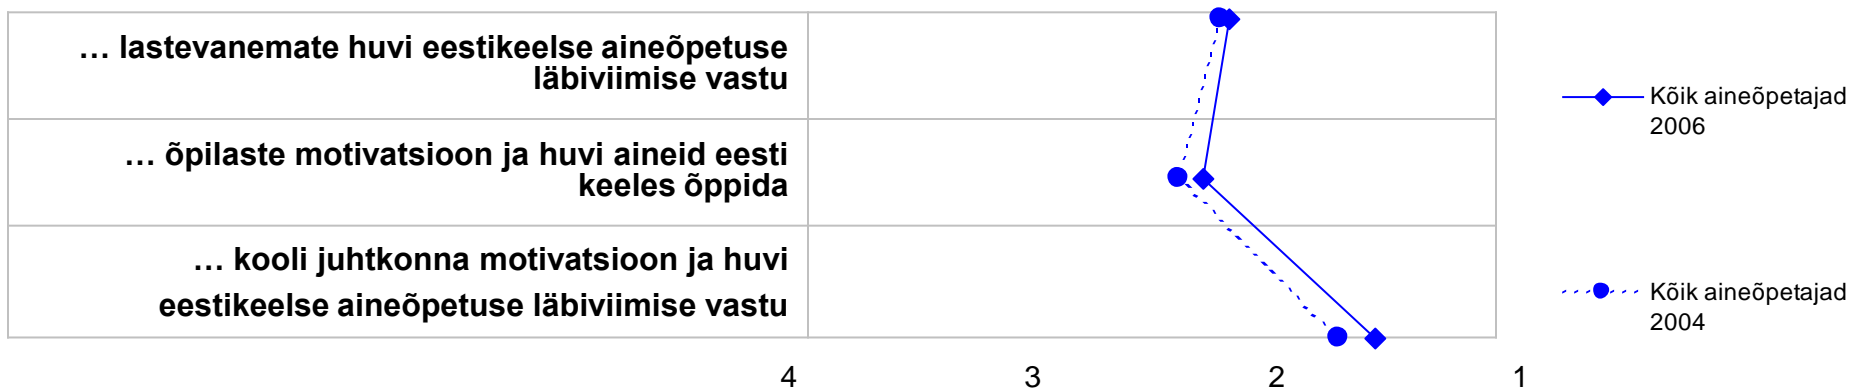 … lastevanemate huvi eestikeelse aineõpetuse
läbiviimise vastu
… õpilaste motivatsioon ja huvi aineid eesti
keeles õppida
… kooli juhtkonna motivatsioon ja huvi
eestikeelse aineõpetuse läbiviimise vastu
4 3 2 1
Kõik aineõpetajad
2006
Kõik aineõpetajad
2004